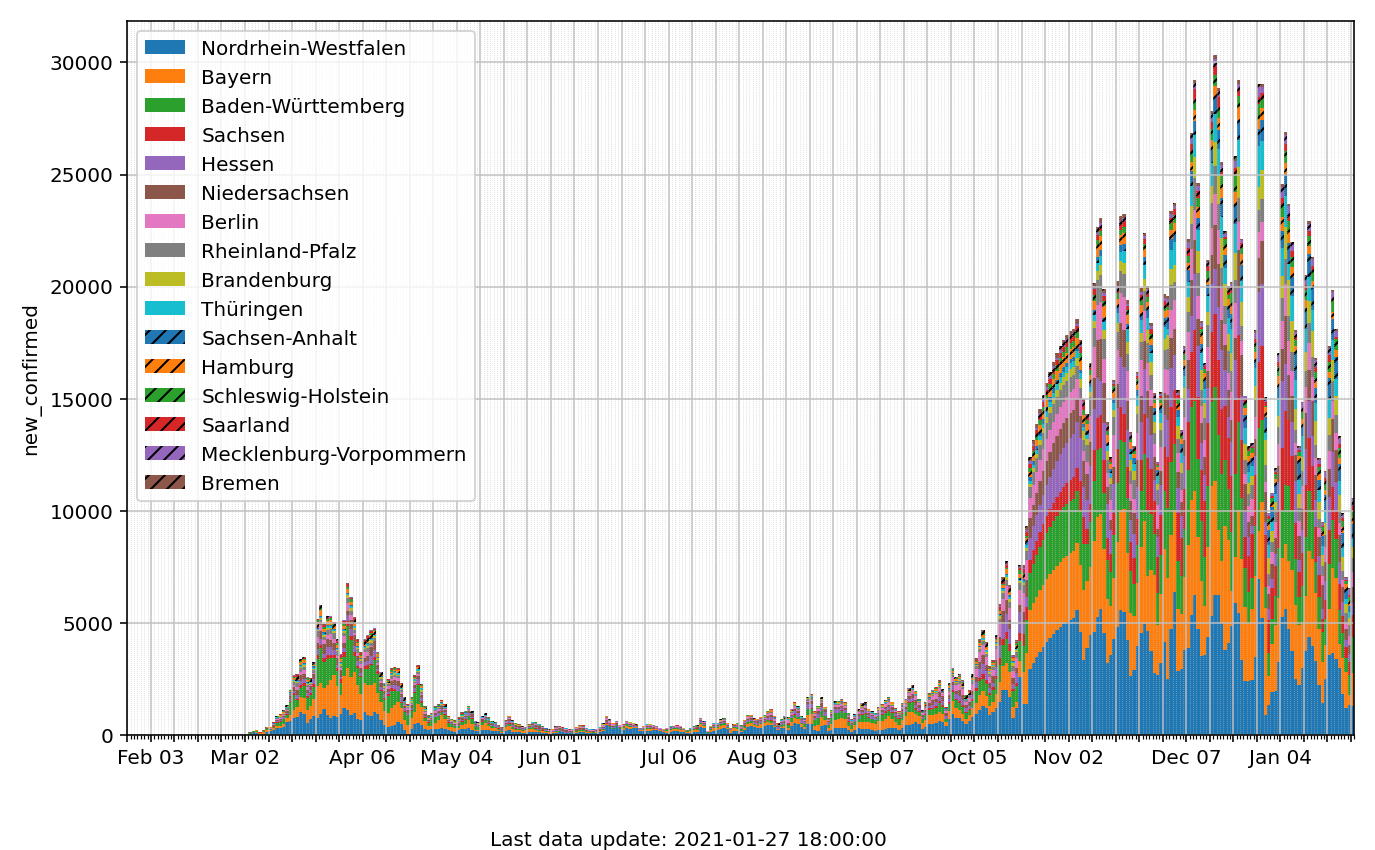 30000
25000
20000
15000
10000
5000
0
new_confirmed
Nordrhein-Westfalen
Bayern
Baden-Württemberg
Sachsen
Hessen
Niedersachsen
Berlin
Rheinland-Pfalz
Brandenburg
Thüringen
Sachsen-Anhalt
Hamburg
Schleswig-Holstein
Saarland
Mecklenburg-Vorpommern
Bremen
Feb 03 Mar 02 Apr 06 May 04 Jun 01 Jul 06 Aug 03 Sep 07 Oct 05 Nov 02 Dec 07 Jan 04
Last data update: 2021-01-27 18:00:00